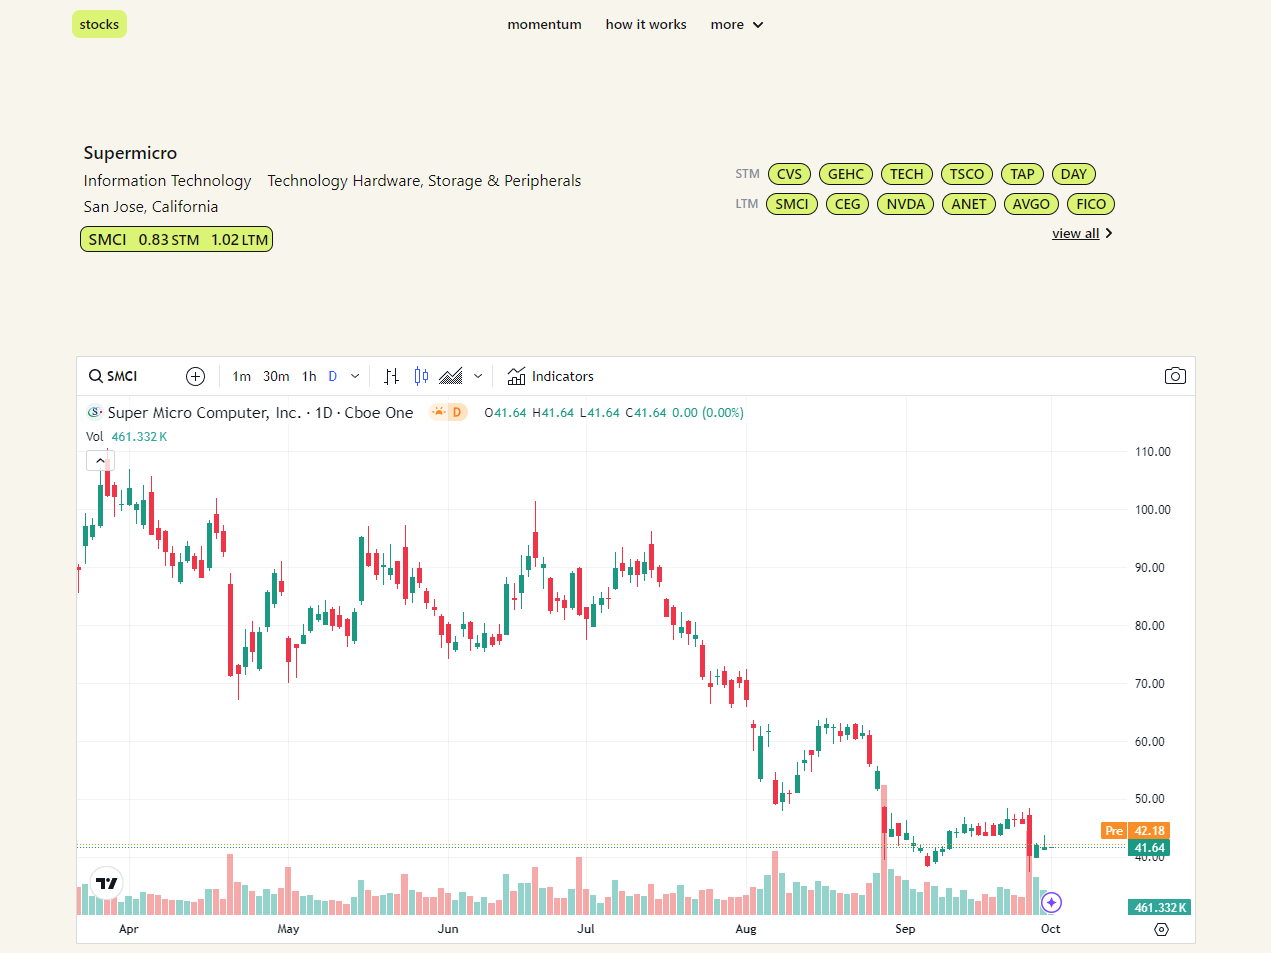 stocks momentum how it works more
Supermicro
Information Technology Technology Hardware, Storage & Peripherals
San Jose, California
SMCI 0.83 STM 1.02 LTM
STM CVS GEHC TECH TSCO TAP DAY
LTM SMCI CEG NVDA ANET AVGO FICO
view all
SMCI 1m 30m 1h D Indicators
Super Micro Computer, Inc. · 1D · Cboe One D O41.64 H41.64 L41.64 C41.64 0.00 (0.00%)
Vol 461.332K
110.00
100.00
90.00
80.00
70.00
60.00
50.00
Pre 42.18
41.64
40.00
461.332K
Apr May Jun Jul Aug Sep Oct